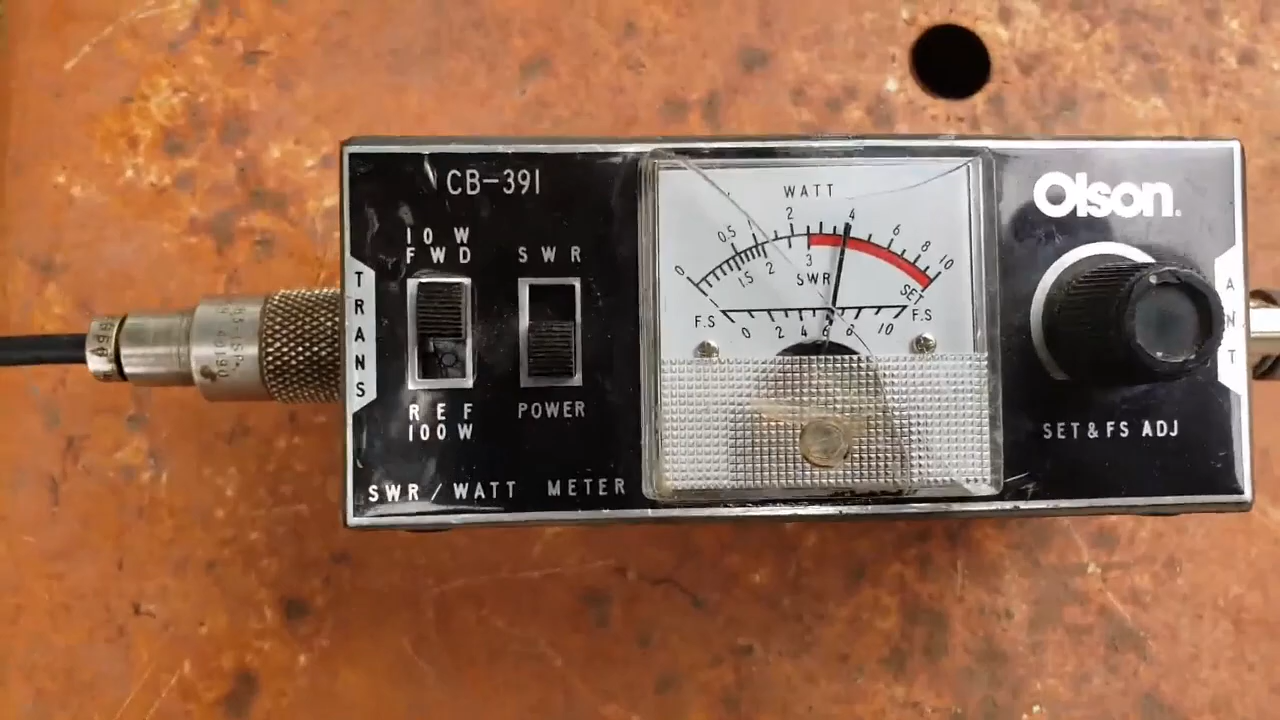 CB-391
Olson.
10 W
FWD
SWR
TRANS
REF
100 W
POWER
SWR/WATT METER
WATT
0 0.5 1 2 4 6 8 10
1.5 2 3
SWR
SET
F.S F.S
0 2 4 6 8 10
ANT
SET & FS ADJ